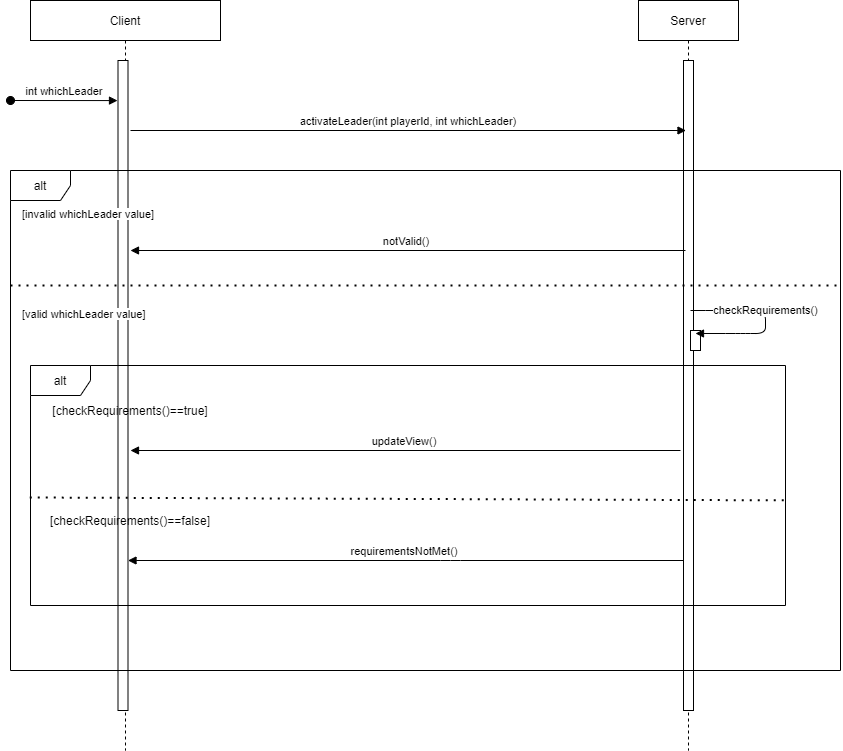 Client
Server
int whichLeader
activateLeader(int playerId, int whichLeader)
alt
[invalid whichLeader value]
notValid()
[valid whichLeader value]
checkRequirements()
alt
[checkRequirements()==true]
updateView()
[checkRequirements()==false]
requirementsNotMet()